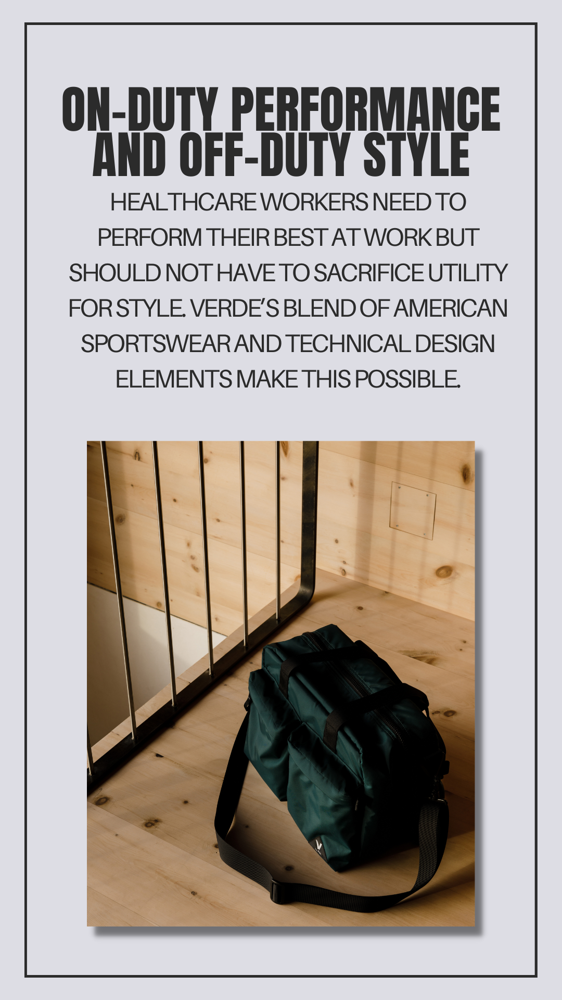 ON-DUTY PERFORMANCE
AND OFF-DUTY STYLE
HEALTHCARE WORKERS NEED TO
PERFORM THEIR BEST AT WORK BUT
SHOULD NOT HAVE TO SACRIFICE UTILITY
FOR STYLE. VERDE’S BLEND OF AMERICAN
SPORTSWEAR AND TECHNICAL DESIGN
ELEMENTS MAKE THIS POSSIBLE.